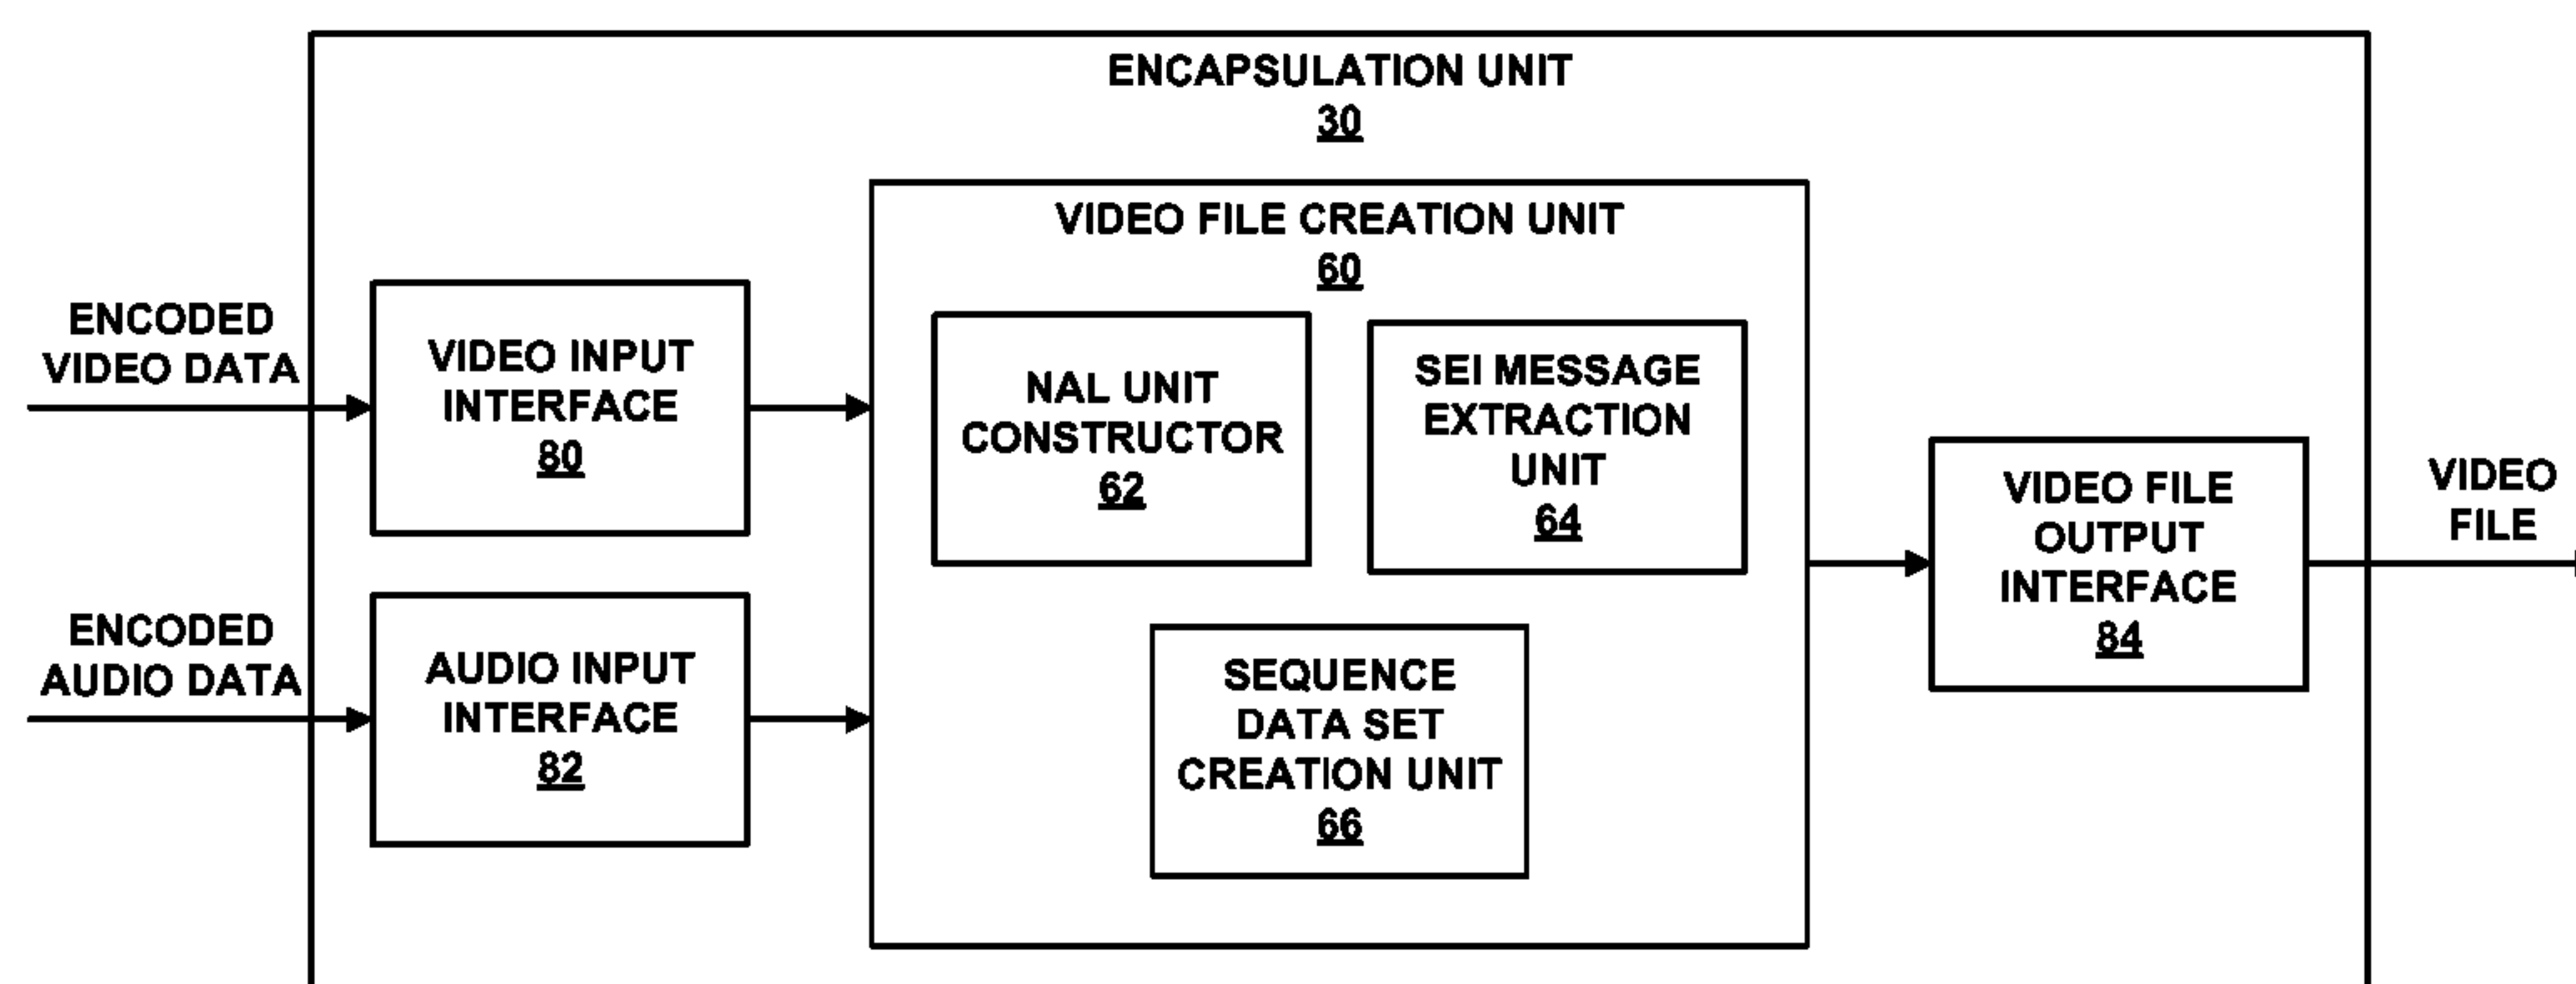 ENCAPSULATION UNIT
30
VIDEO FILE CREATION UNIT
60
ENCODED
VIDEO DATA
VIDEO INPUT
INTERFACE
80
NAL UNIT
CONSTRUCTOR
62
SEI MESSAGE
EXTRACTION
UNIT
64
VIDEO FILE
OUTPUT
INTERFACE
84
VIDEO
FILE
ENCODED
AUDIO DATA
AUDIO INPUT
INTERFACE
82
SEQUENCE
DATA SET
CREATION UNIT
66